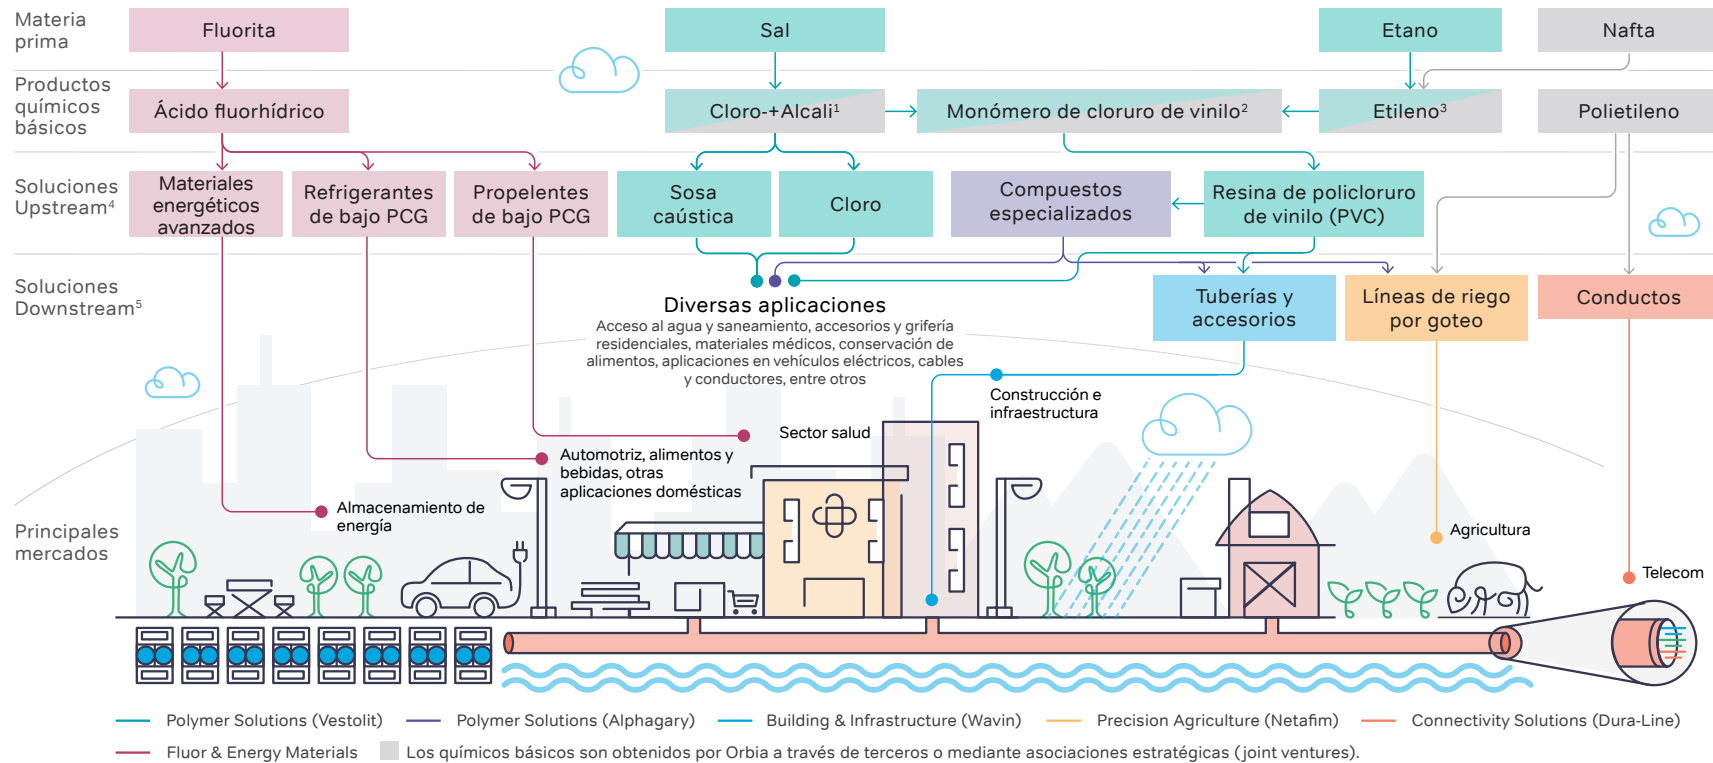 Materia
prima
Fluorita
Sal
Etano
Nafta
Productos
químicos
básicos
Ácido fluorhídrico
Cloro-+Alcali1
Monómero de cloruro de vinilo2
Etileno3
Polietileno
Soluciones
Upstream4
Materiales
energéticos
avanzados
Refrigerantes
de bajo PCG
Propelentes
de bajo PCG
Sosa
caústica
Cloro
Compuestos
especializados
Resina de policloruro
de vinilo (PVC)
Soluciones
Downstream5
Diversas aplicaciones
Acceso al agua y saneamiento, accesorios y grifería
residenciales, materiales médicos, conservación de
alimentos, aplicaciones en vehículos eléctricos, cables
y conductores, entre otros
Tuberías y
accesorios
Líneas de riego
por goteo
Conductos
Principales
mercados
Almacenamiento de
energía
Automotriz, alimentos y
bebidas, otras
aplicaciones domésticas
Sector salud
Construcción e
infraestructura
Agricultura
Telecom
Polymer Solutions (Vestolit)
Polymer Solutions (Alphagary)
Building & Infrastructure (Wavin)
Precision Agriculture (Netafim)
Connectivity Solutions (Dura-Line)
Fluor & Energy Materials
Los químicos básicos son obtenidos por Orbia a través de terceros o mediante asociaciones estratégicas (joint ventures).